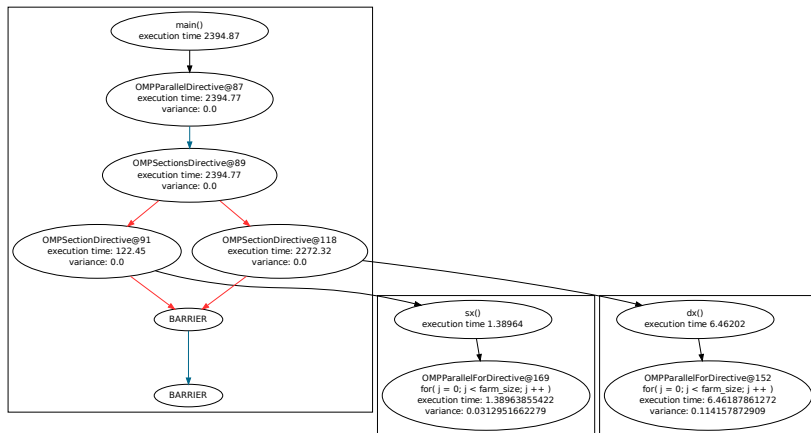 main()
execution time 2394.87
OMPParallelDirective@87
execution time: 2394.77
variance: 0.0
OMPSectionsDirective@89
execution time: 2394.77
variance: 0.0
OMPSectionDirective@91
execution time: 122.45
variance: 0.0
OMPSectionDirective@118
execution time: 2272.32
variance: 0.0
BARRIER
BARRIER
sx()
execution time 1.38964
OMPParallelForDirective@169
for( j = 0; j < farm_size; j ++ )
execution time: 1.38963855422
variance: 0.0312951662279
dx()
execution time 6.46202
OMPParallelForDirective@152
for( j = 0; j < farm_size; j ++ )
execution time: 6.46187861272
variance: 0.114157872909